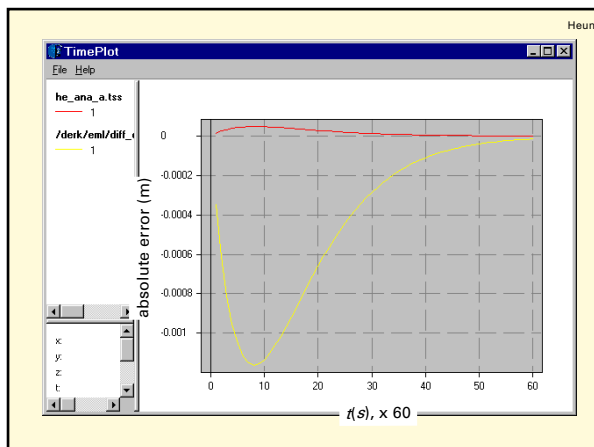 Heun
TimePlot
File Help
he_ana_a.tss
1
/derk/eml/diff_
1
x:
y:
z:
t:
absolute error (m)
0
-0.0002
-0.0004
-0.0006
-0.0008
-0.001
0 10 20 30 40 50 60
t(s), x 60